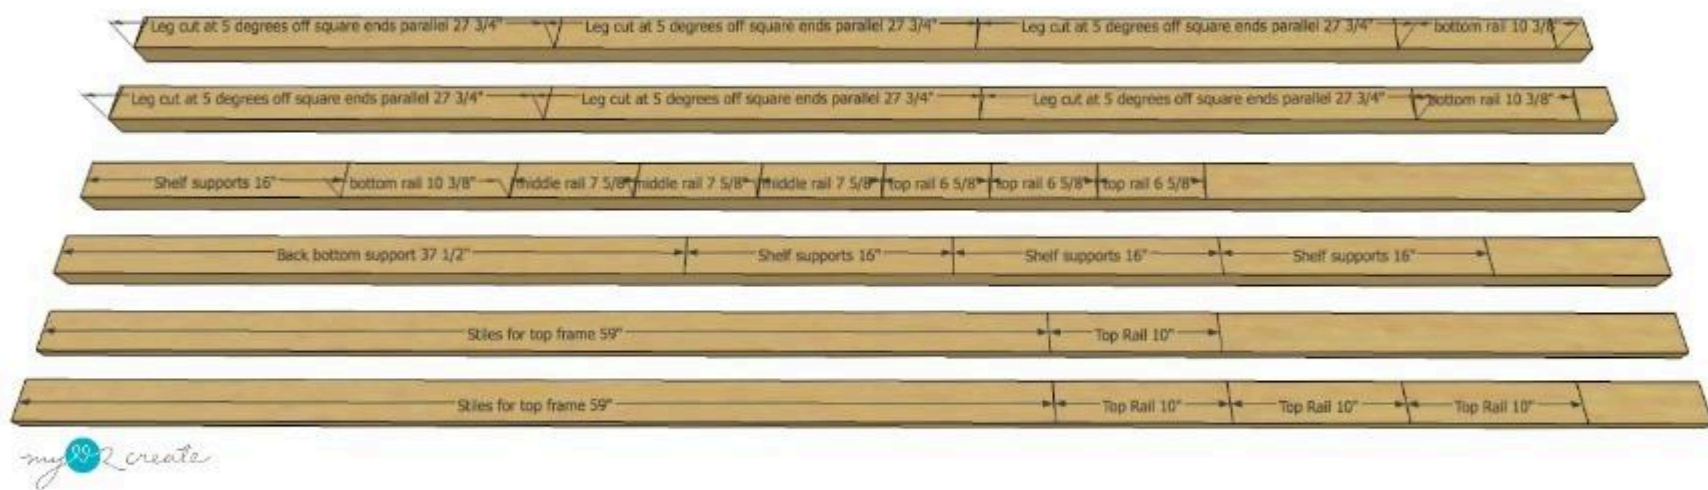 Leg cut at 5 degrees off square ends parallel 27 3/4" Leg cut at 5 degrees off square ends parallel 27 3/4" Leg cut at 5 degrees off square ends parallel 27 3/4" bottom rail 10 3/8"
Leg cut at 5 degrees off square ends parallel 27 3/4" Leg cut at 5 degrees off square ends parallel 27 3/4" Leg cut at 5 degrees off square ends parallel 27 3/4" bottom rail 10 3/8"
Shelf supports 16" bottom rail 10 3/8" middle rail 7 5/8" middle rail 7 5/8" middle rail 7 5/8" top rail 6 5/8" top rail 6 5/8" top rail 6 5/8"
Back bottom support 37 1/2" Shelf supports 16" Shelf supports 16" Shelf supports 16"
Stiles for top frame 59" Top Rail 10"
Stiles for top frame 59" Top Rail 10" Top Rail 10" Top Rail 10"
my 2 create